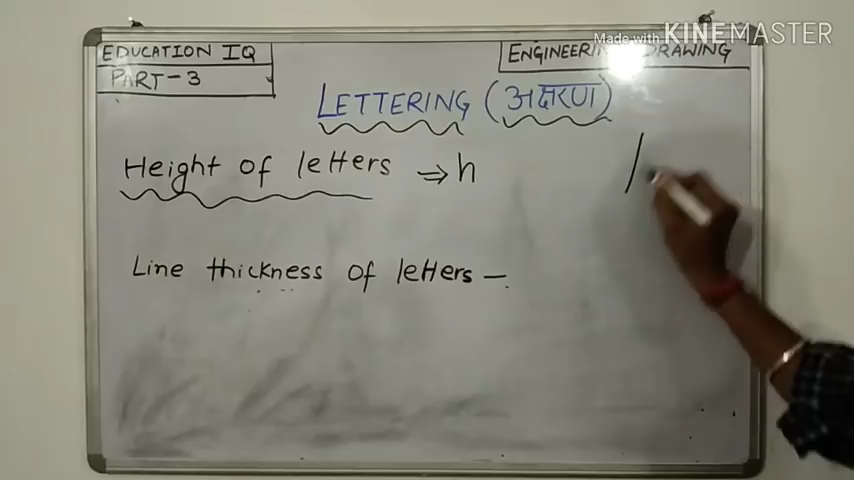 Made with KINEMASTER
EDUCATION IQ
PART-3
ENGINEERING DRAWING
LETTERING (अक्षरण)
Height of letters ⇒ h
Line thickness of letters –